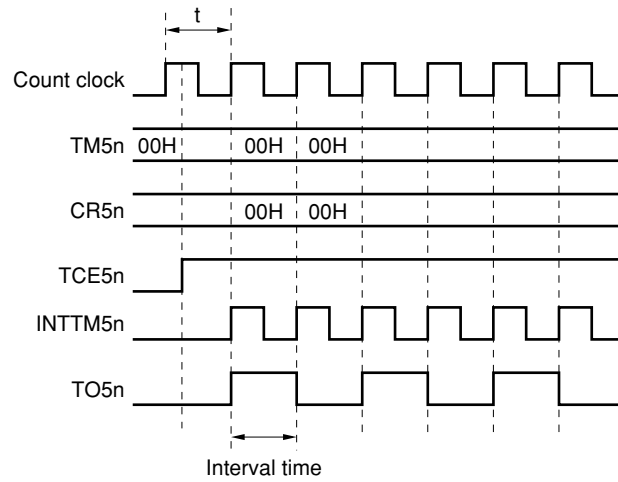 t
Count clock
TM5n 00H 00H 00H
CR5n 00H 00H
TCE5n
INTTM5n
TO5n
Interval time